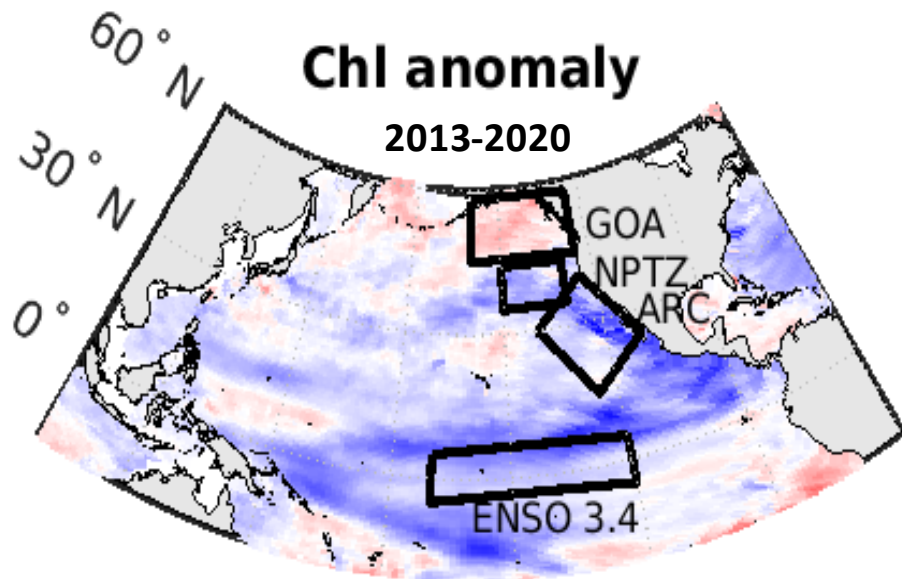 60° N
Chl anomaly
2013-2020
30° N
GOA
NPTZ
ARC
0°
ENSO 3.4